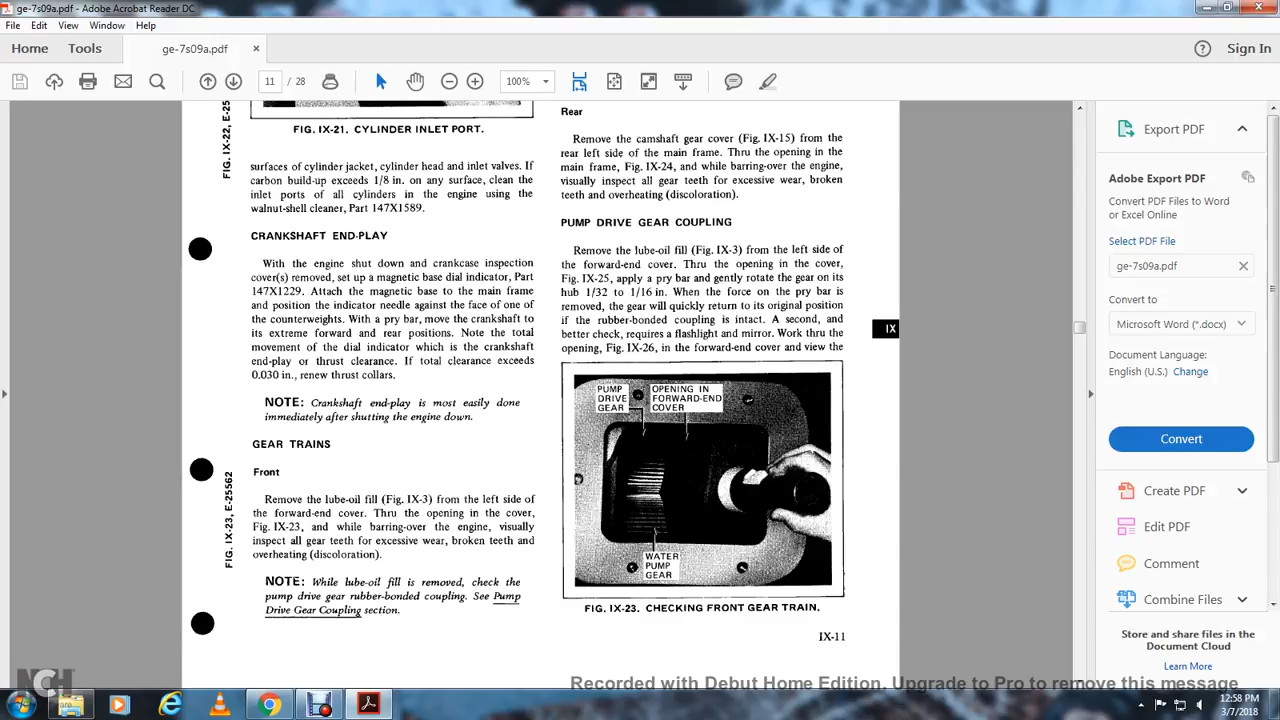 ge-7s09a.pdf - Adobe Acrobat Reader DC
File Edit View Window Help
Home Tools ge-7s09a.pdf × Sign In
11 / 28 100%
FIG. IX-22, E-25
FIG. IX-21. CYLINDER INLET PORT.
surfaces of cylinder jacket, cylinder head and inlet valves. If
carbon build-up exceeds 1/8 in. on any surface, clean the
inlet ports of all cylinders in the engine using the
walnut-shell cleaner, Part 147X1589.
CRANKSHAFT END-PLAY
With the engine shut down and crankcase inspection
cover(s) removed, set up a magnetic base dial indicator, Part
147X1229. Attach the magnetic base to the main frame
and position the indicator needle against the face of one of
the counterweights. With a pry bar, move the crankshaft to
its extreme forward and rear positions. Note the total
movement of the dial indicator which is the crankshaft
end-play or thrust clearance. If total clearance exceeds
0.030 in., renew thrust collars.
NOTE: Crankshaft end-play is most easily done
immediately after shutting the engine down.
GEAR TRAINS
Front
Remove the lube-oil fill (Fig. IX-3) from the left side of
the forward-end cover. Thru the opening in the cover,
Fig. IX-23, and while barring-over the engine, visually
inspect all gear teeth for excessive wear, broken teeth and
overheating (discoloration).
NOTE: While lube-oil fill is removed, check the
pump drive gear rubber-bonded coupling. See Pump
Drive Gear Coupling section.
FIG. IX-23, E-25562
Rear
Remove the camshaft gear cover (Fig. IX-15) from the
rear left side of the main frame. Thru the opening in the
main frame, Fig. IX-24, and while barring-over the engine,
visually inspect all gear teeth for excessive wear, broken
teeth and overheating (discoloration).
PUMP DRIVE GEAR COUPLING
Remove the lube-oil fill (Fig. IX-3) from the left side of
the forward-end cover. Thru the opening in the cover,
Fig. IX-25, apply a pry bar and gently rotate the gear on its
hub 1/32 to 1/16 in. When the force on the pry bar is
removed, the gear will quickly return to its original position
if the rubber-bonded coupling is intact. A second, and
better check, requires a flashlight and mirror. Work thru the
opening, Fig. IX-26, in the forward-end cover and view the
IX
PUMP
DRIVE
GEAR
OPENING IN
FORWARD-END
COVER
WATER
PUMP
GEAR
FIG. IX-23. CHECKING FRONT GEAR TRAIN.
IX-11
Export PDF
Adobe Export PDF
Convert PDF Files to Word
or Excel Online
Select PDF File
ge-7s09a.pdf
Convert to
Microsoft Word (*.docx)
Document Language:
English (U.S.) Change
Convert
Create PDF
Edit PDF
Comment
Combine Files
Store and share files in the
Document Cloud
Learn More
NCH
Recorded with Debut Home Edition. Upgrade to Pro to remove this message
12:58 PM
3/7/2018